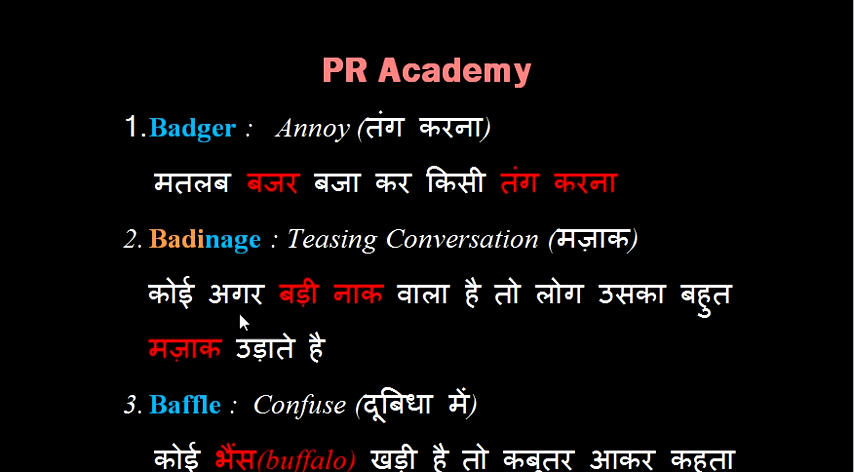 PR Academy
1.Badger : Annoy (तंग करना)
मतलब बजर बजा कर किसी तंग करना
2. Badinage : Teasing Conversation (मज़ाक)
कोई अगर बड़ी नाक वाला है तो लोग उसका बहुत
मज़ाक उड़ाते है
3. Baffle : Confuse (दूबिधा में)
कोई भैंस(buffalo) खड़ी है तो कबूतर आकर कहता